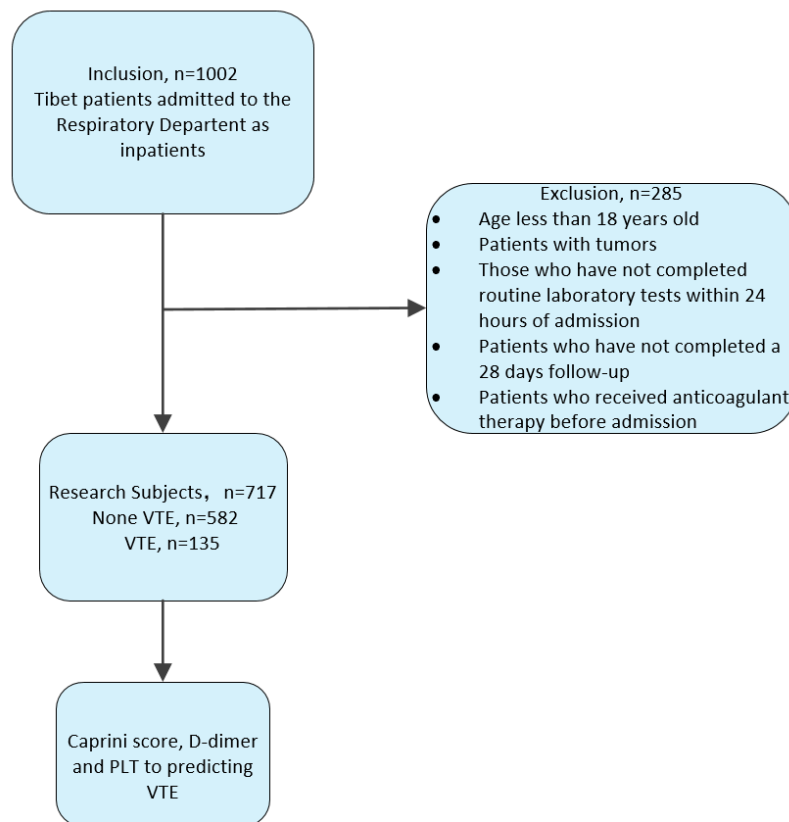 Inclusion, n=1002
Tibet patients admitted to the
Respiratory Departent as
inpatients
Exclusion, n=285
• Age less than 18 years old
• Patients with tumors
• Those who have not completed
routine laboratory tests within 24
hours of admission
• Patients who have not completed a
28 days follow-up
• Patients who received anticoagulant
therapy before admission
Research Subjects，n=717
None VTE, n=582
VTE, n=135
Caprini score, D-dimer
and PLT to predicting
VTE